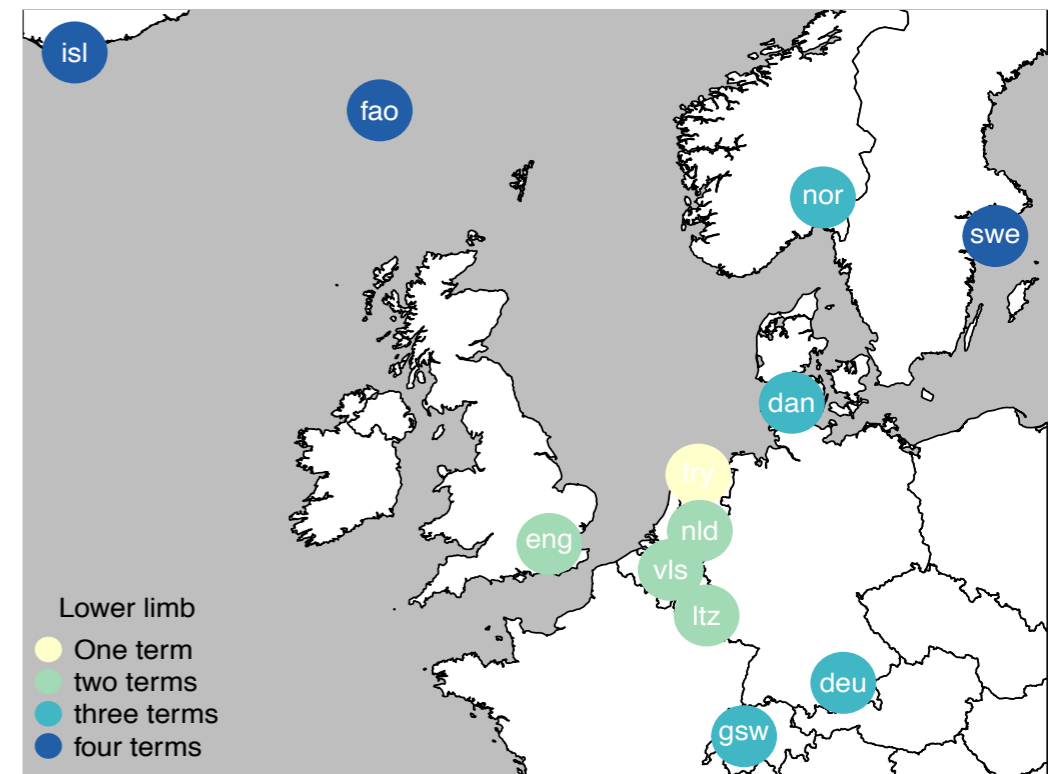 isl
fao
nor
swe
dan
fry
nld
eng
vls
ltz
deu
gsw
Lower limb
One term
two terms
three terms
four terms